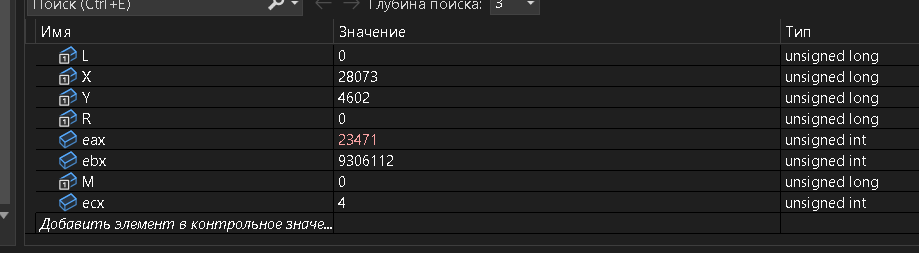 Поиск (Ctrl+E) Глубина поиска: 3
Имя Значение Тип
L 0 unsigned long
X 28073 unsigned long
Y 4602 unsigned long
R 0 unsigned long
eax 23471 unsigned int
ebx 9306112 unsigned int
M 0 unsigned long
ecx 4 unsigned int
Добавить элемент в контрольное значе...